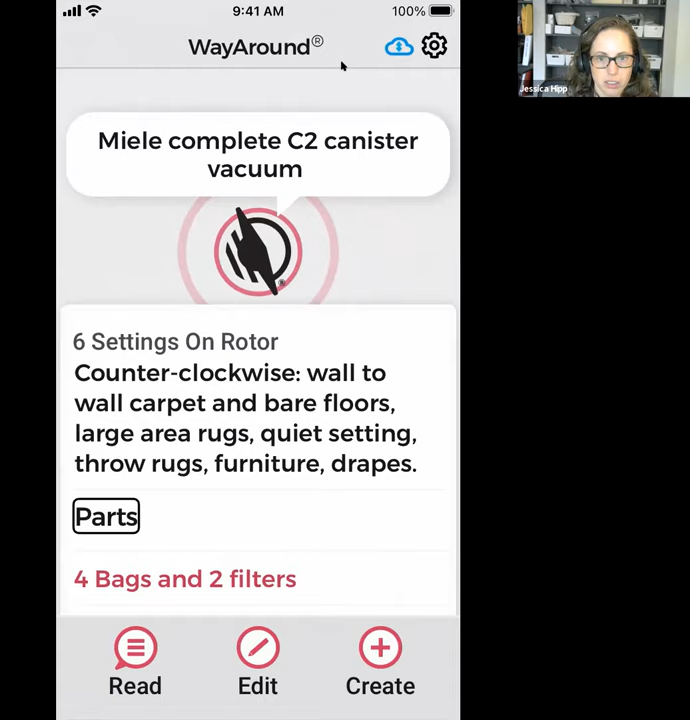 9:41 AM
100%
WayAround®
Jessica Hipp
Miele complete C2 canister
vacuum
6 Settings On Rotor
Counter-clockwise: wall to
wall carpet and bare floors,
large area rugs, quiet setting,
throw rugs, furniture, drapes.
Parts
4 Bags and 2 filters
Read
Edit
Create